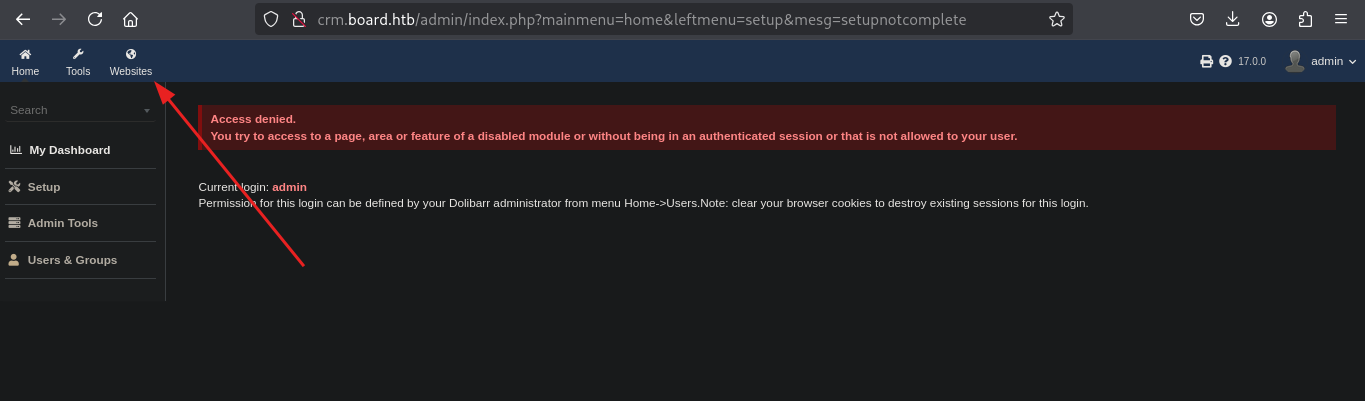 crm.board.htb/admin/index.php?mainmenu=home&leftmenu=setup&mesg=setupnotcomplete
Home Tools Websites 17.0.0 admin
Search
My Dashboard
Setup
Admin Tools
Users & Groups
Access denied.
You try to access to a page, area or feature of a disabled module or without being in an authenticated session or that is not allowed to your user.
Current login: admin
Permission for this login can be defined by your Dolibarr administrator from menu Home->Users.Note: clear your browser cookies to destroy existing sessions for this login.